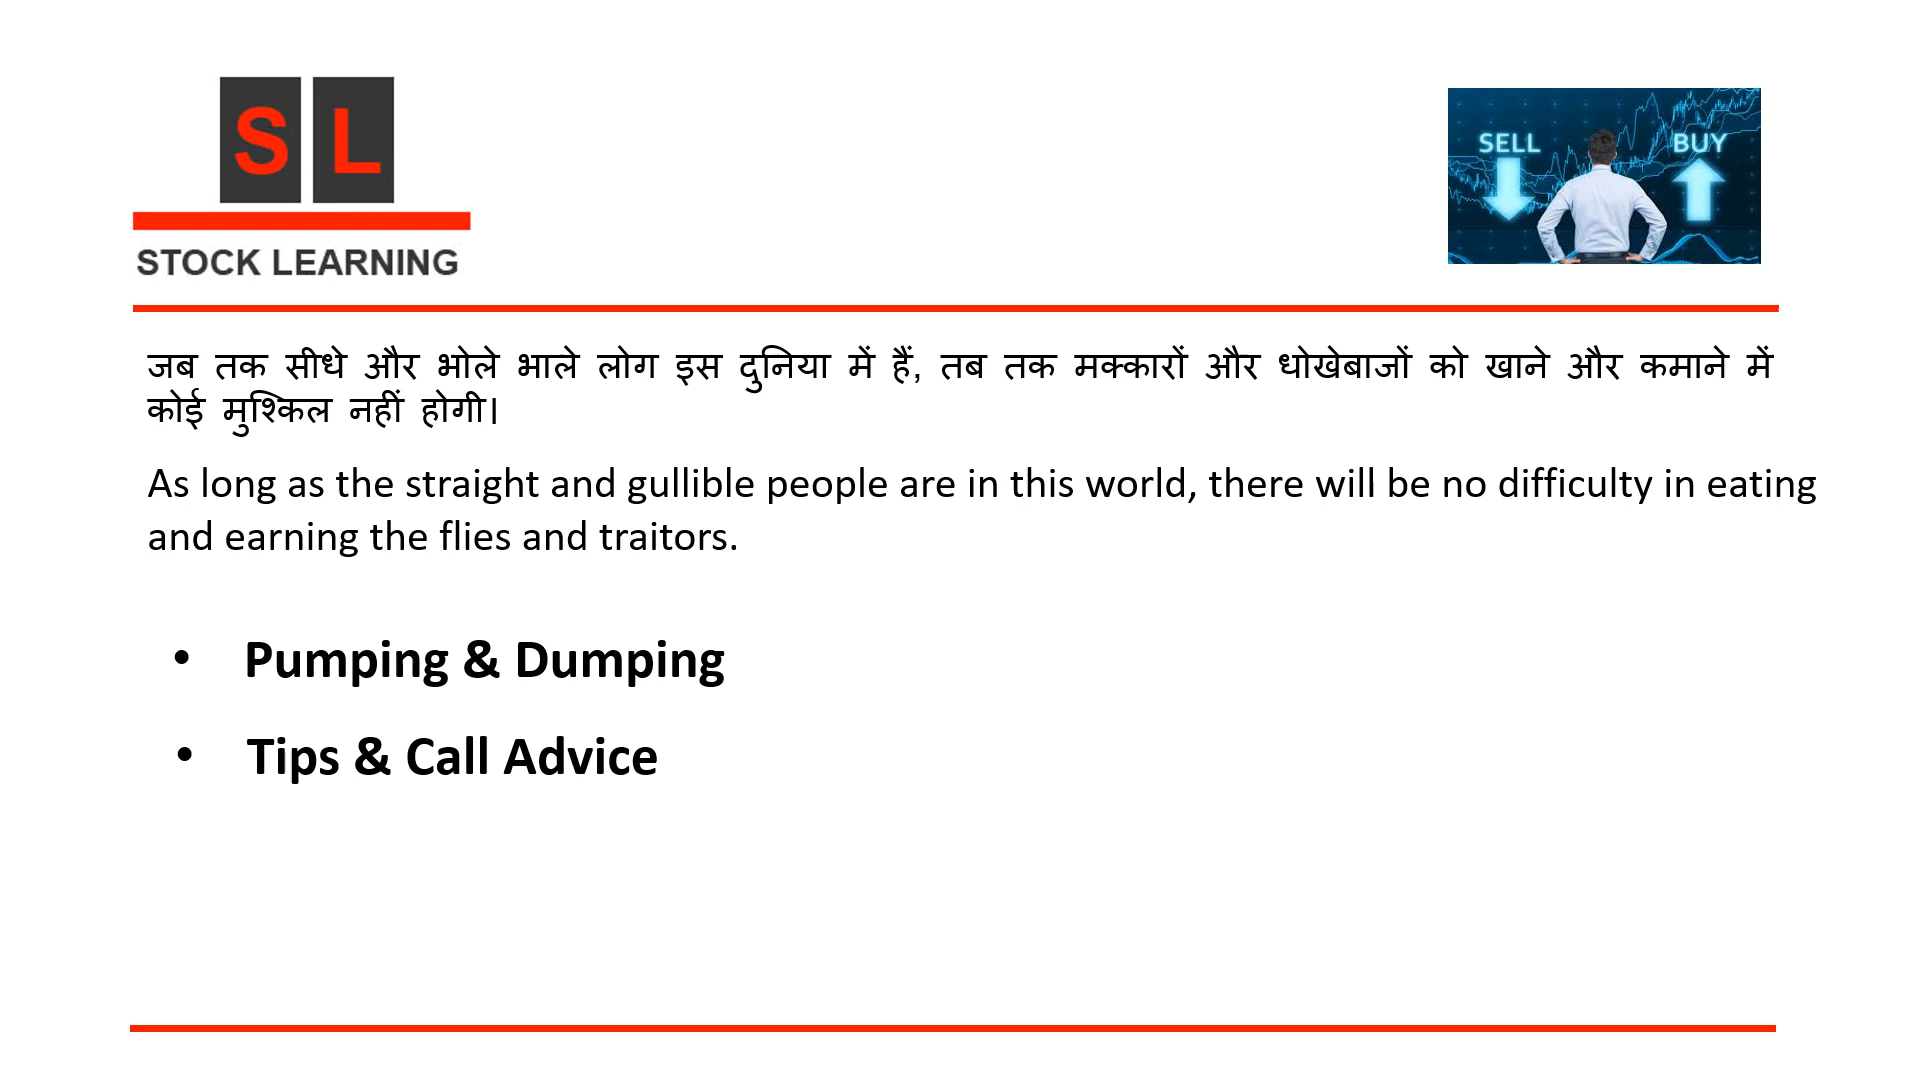 S L
STOCK LEARNING
SELL BUY
जब तक सीधे और भोले भाले लोग इस दुनिया में हैं, तब तक मक्कारों और धोखेबाजों को खाने और कमाने में
कोई मुश्किल नहीं होगी।
As long as the straight and gullible people are in this world, there will be no difficulty in eating
and earning the flies and traitors.
• Pumping & Dumping
• Tips & Call Advice